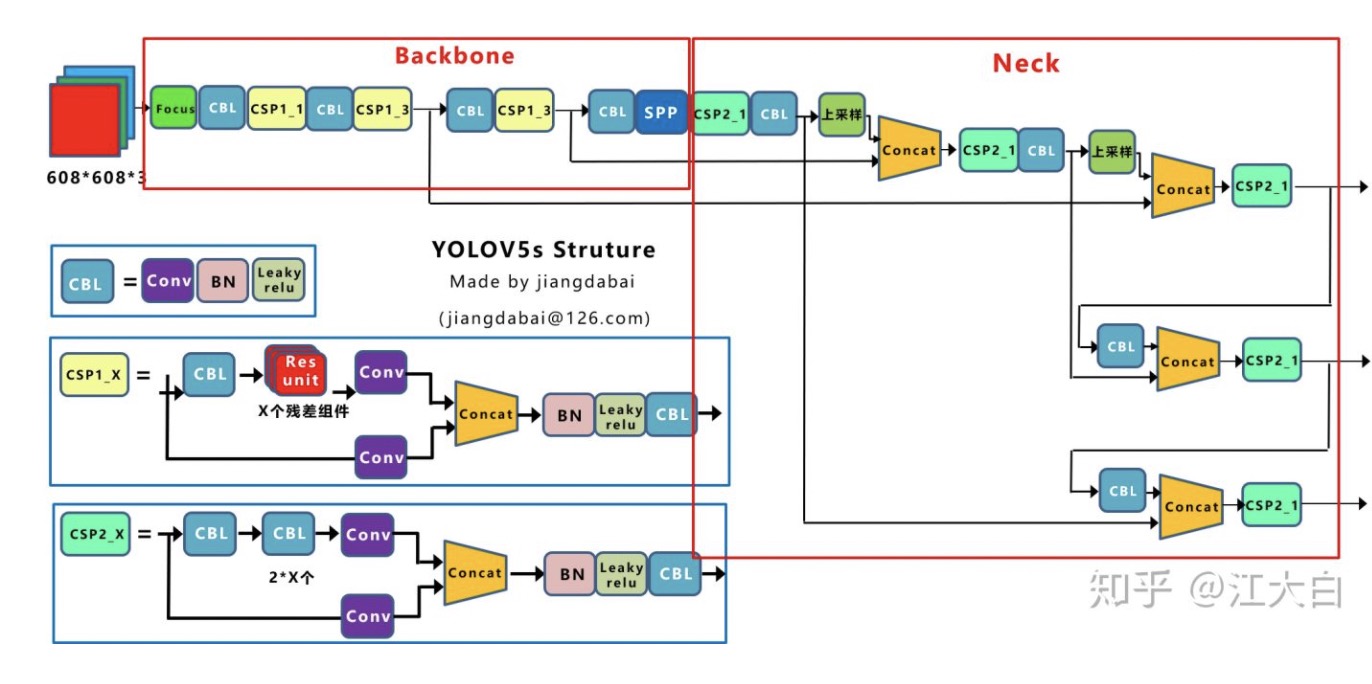 Backbone
Neck
Focus CBL CSP1_1 CBL CSP1_3 CBL CSP1_3 CBL SPP CSP2_1 CBL 上采样
Concat CSP2_1 CBL 上采样
Concat CSP2_1
608*608*3
YOLOV5s Struture
Made by jiangdabai
(jiangdabai@126.com)
CBL = Conv BN Leaky relu
CBL Concat CSP2_1
CSP1_X = CBL Res unit Conv
X个残差组件
Concat BN Leaky relu CBL
Conv
CBL Concat CSP2_1
CSP2_X = CBL CBL Conv
2*X个
Concat BN Leaky relu CBL
Conv
知乎 @江大白